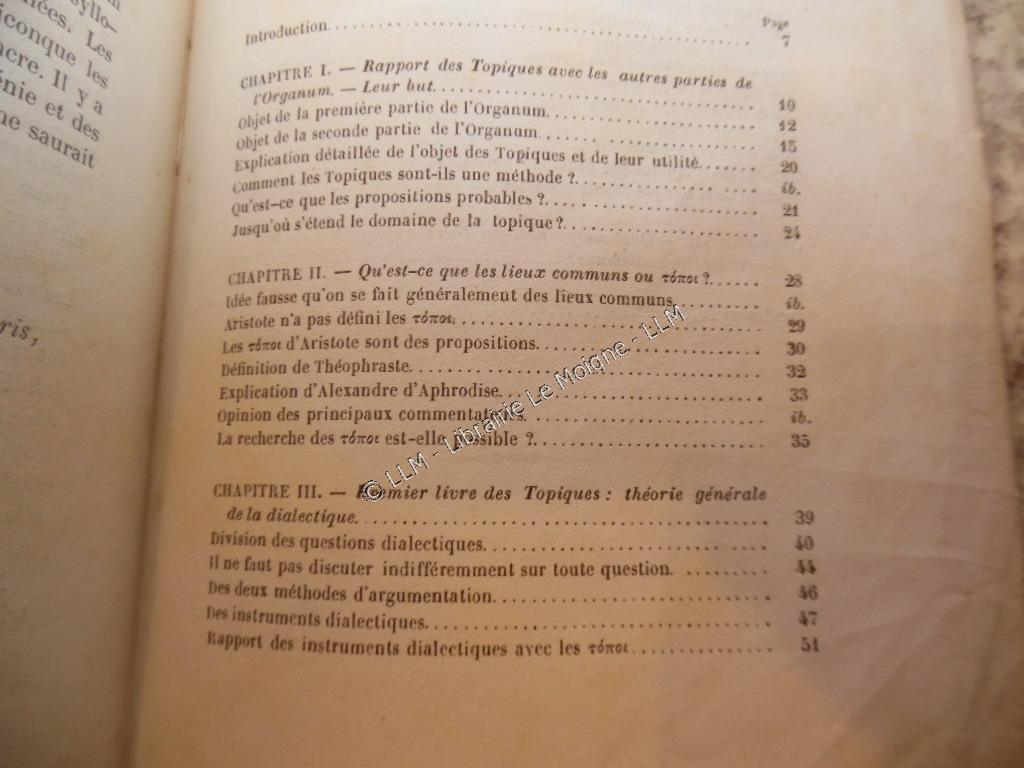 syllo-
nées. Les
iconque les
acre. Il y a
énie et des
ne saurait
ris,
Page
Introduction. 7
CHAPITRE I. — Rapport des Topiques avec les autres parties de
l'Organum. — Leur but. 10
Objet de la première partie de l'Organum. 12
Objet de la seconde partie de l'Organum. 15
Explication détaillée de l'objet des Topiques et de leur utilité. 20
Comment les Topiques sont-ils une méthode ?. ib.
Qu'est-ce que les propositions probables ?. 21
Jusqu'où s'étend le domaine de la topique ?. 24
CHAPITRE II. — Qu'est-ce que les lieux communs ou τόποι ?. 28
Idée fausse qu'on se fait généralement des lieux communs. ib.
Aristote n'a pas défini les τόποι. 29
Les τόποι d'Aristote sont des propositions. 30
Définition de Théophraste. 32
Explication d'Alexandre d'Aphrodise. 33
Opinion des principaux commentateurs. ib.
La recherche des τόποι est-elle possible ?. 35
CHAPITRE III. — Premier livre des Topiques : théorie générale
de la dialectique. 39
Division des questions dialectiques. 40
Il ne faut pas discuter indifféremment sur toute question. 44
Des deux méthodes d'argumentation. 46
Des instruments dialectiques. 47
Rapport des instruments dialectiques avec les τόποι. 51
© LLM - Librairie Le Moigne - LLM